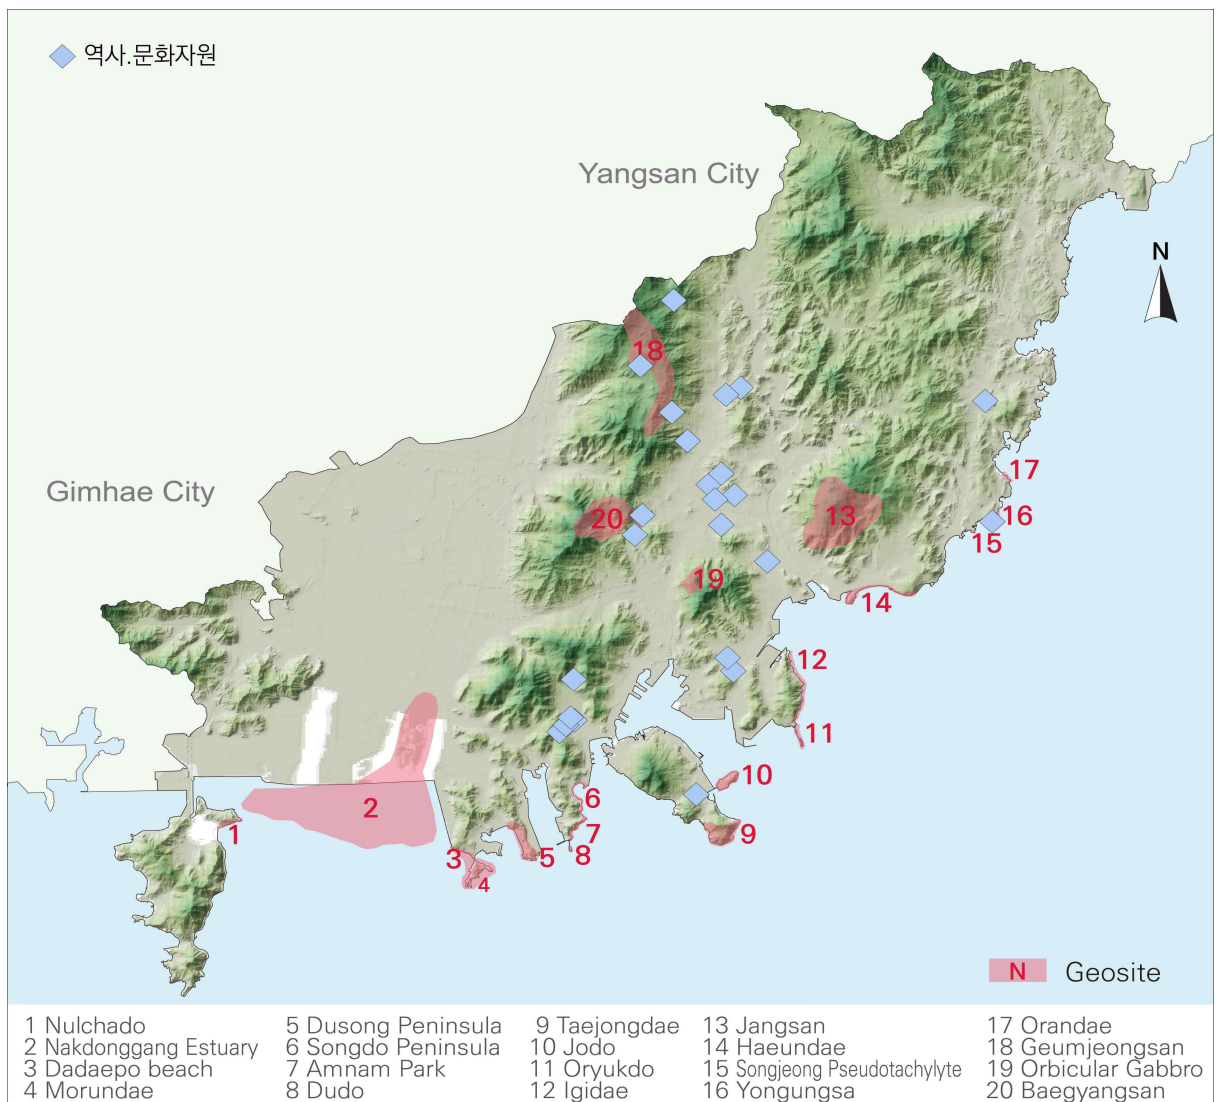 역사.문화자원
Yangsan City
N
18
Gimhae City
17
20
13
16
15
19
14
12
11
10
2
6
1
7
9
3
5
8
4
N Geosite
1 Nulchado
2 Nakdonggang Estuary
3 Dadaepo beach
4 Morundae
5 Dusong Peninsula
6 Songdo Peninsula
7 Amnam Park
8 Dudo
9 Taejongdae
10 Jodo
11 Oryukdo
12 Igidae
13 Jangsan
14 Haeundae
15 Songjeong Pseudotachylyte
16 Yongungsa
17 Orandae
18 Geumjeongsan
19 Orbicular Gabbro
20 Baegyangsan